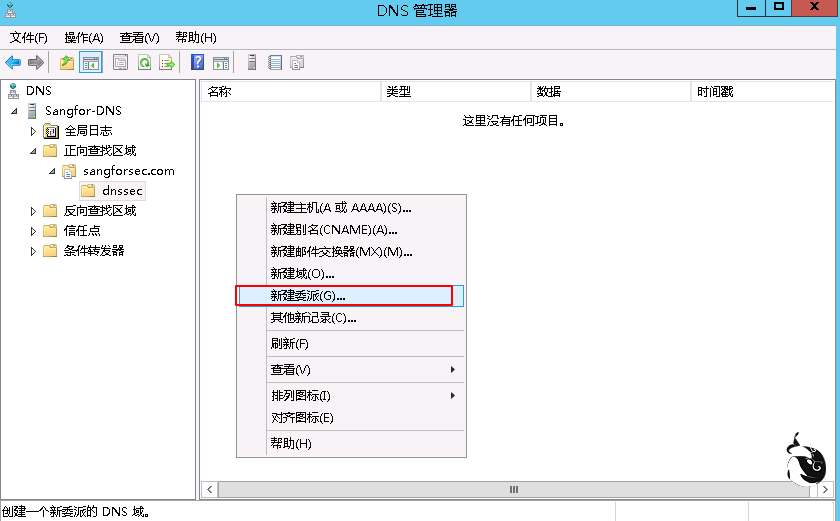 DNS 管理器
文件(F) 操作(A) 查看(V) 帮助(H)
DNS
Sangfor-DNS
全局日志
正向查找区域
sangforsec.com
dnssec
反向查找区域
信任点
条件转发器
名称 类型 数据 时间戳
这里没有任何项目。
新建主机(A 或 AAAA)(S)...
新建别名(CNAME)(A)...
新建邮件交换器(MX)(M)...
新建域(O)...
新建委派(G)...
其他新记录(C)...
刷新(F)
查看(V)
排列图标(I)
对齐图标(E)
帮助(H)
创建一个新委派的 DNS 域。